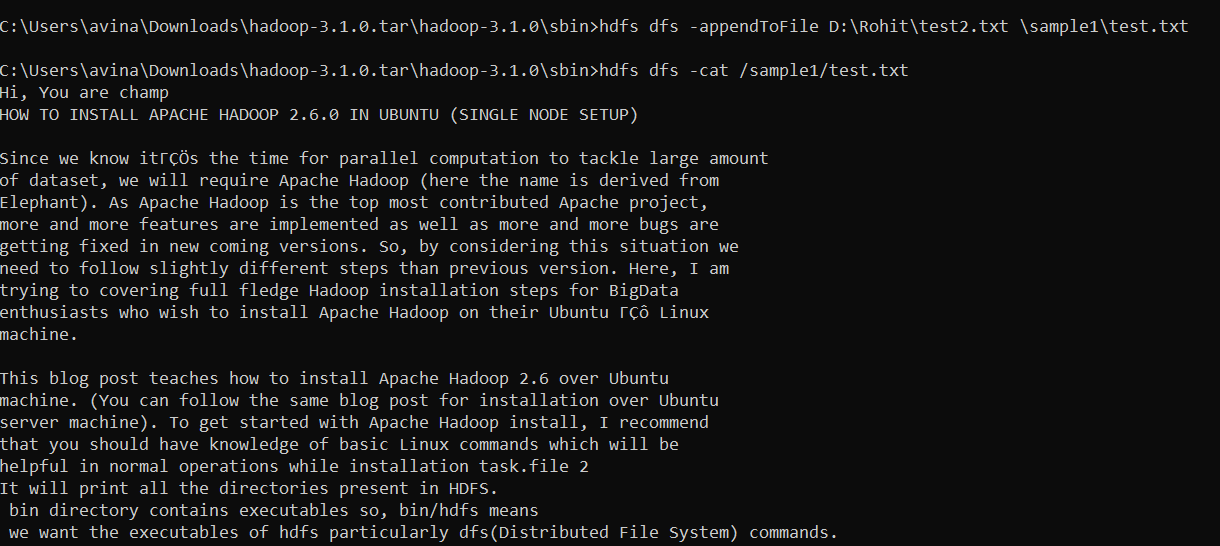 C:\Users\avina\Downloads\hadoop-3.1.0.tar\hadoop-3.1.0\sbin>hdfs dfs -appendToFile D:\Rohit\test2.txt \sample1\test.txt
C:\Users\avina\Downloads\hadoop-3.1.0.tar\hadoop-3.1.0\sbin>hdfs dfs -cat /sample1/test.txt
Hi, You are champ
HOW TO INSTALL APACHE HADOOP 2.6.0 IN UBUNTU (SINGLE NODE SETUP)
Since we know itΓÇÖs the time for parallel computation to tackle large amount
of dataset, we will require Apache Hadoop (here the name is derived from
Elephant). As Apache Hadoop is the top most contributed Apache project,
more and more features are implemented as well as more and more bugs are
getting fixed in new coming versions. So, by considering this situation we
need to follow slightly different steps than previous version. Here, I am
trying to covering full fledge Hadoop installation steps for BigData
enthusiasts who wish to install Apache Hadoop on their Ubuntu ΓÇô Linux
machine.
This blog post teaches how to install Apache Hadoop 2.6 over Ubuntu
machine. (You can follow the same blog post for installation over Ubuntu
server machine). To get started with Apache Hadoop install, I recommend
that you should have knowledge of basic Linux commands which will be
helpful in normal operations while installation task.file 2
It will print all the directories present in HDFS.
bin directory contains executables so, bin/hdfs means
we want the executables of hdfs particularly dfs(Distributed File System) commands.